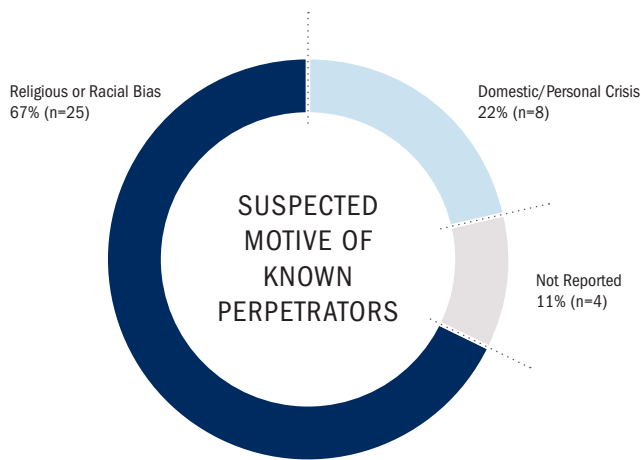 Religious or Racial Bias
67% (n=25)
Domestic/Personal Crisis
22% (n=8)
SUSPECTED
MOTIVE OF
KNOWN
PERPETRATORS
Not Reported
11% (n=4)